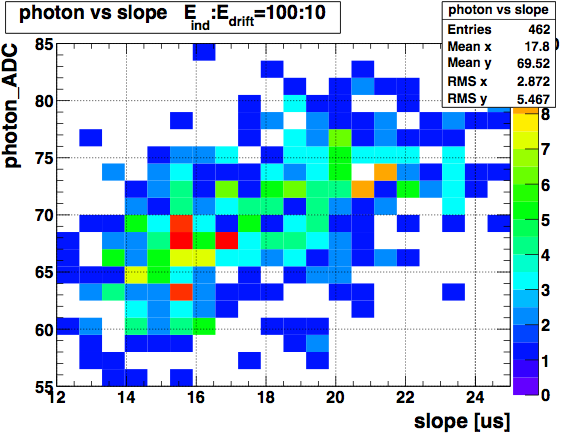 photon vs slope E_ind:E_drift=100:10
photon vs slope
Entries 462
Mean x 17.8
Mean y 69.52
RMS x 2.872
RMS y 5.467
photon_ADC
85
80
75
70
65
60
55
12 14 16 18 20 22 24
slope [us]
0
8
7
6
5
4
3
2
1
0